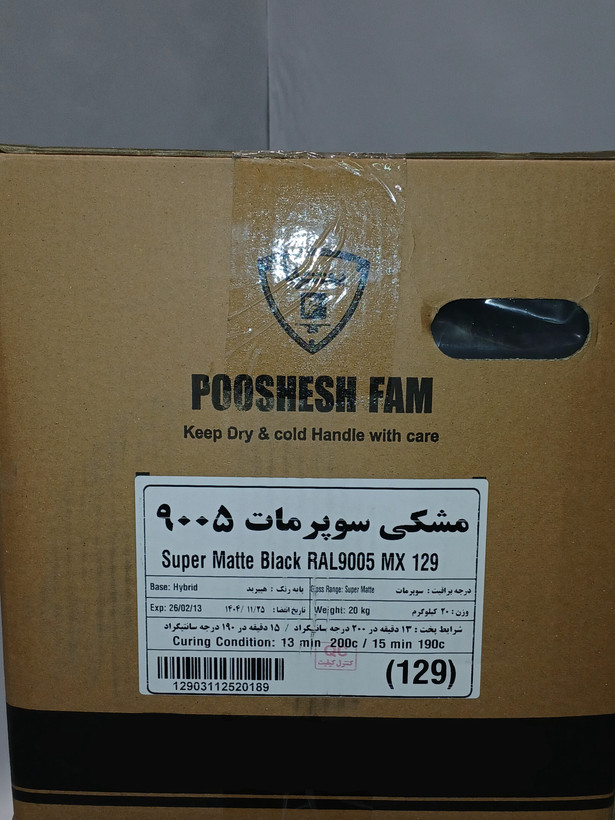 POOSHESH FAM
Keep Dry & cold Handle with care
مشکی سوپرمات ۹۰۰۵
Super Matte Black RAL9005 MX 129
Base: Hybrid پایه رنگ : هیبرید Gloss Range: Super Matte درجه براقیت : سوپرمات
Exp: 26/02/13 تاریخ انقضا : ۱۴۰۴/۱۱/۲۵ Weight: 20 kg وزن : ۲۰ کیلوگرم
شرایط پخت : ۱۳ دقیقه در ۲۰۰ درجه سانتیگراد / ۱۵ دقیقه در ۱۹۰ درجه سانتیگراد
Curing Condition: 13 min 200c / 15 min 190c
QC
کنترل کیفیت
(129)
12903112520189